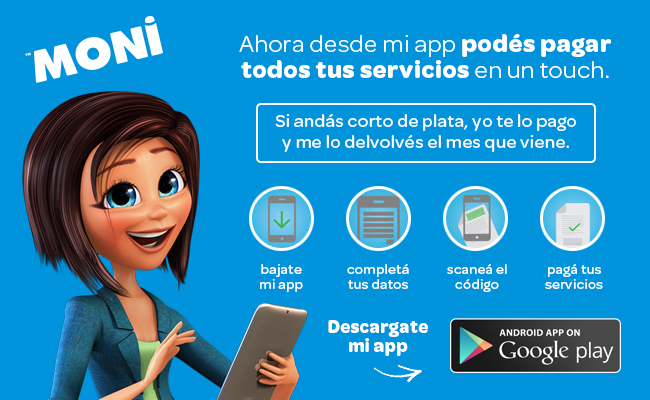 MONi
Ahora desde mi app podés pagar
todos tus servicios en un touch.
Si andás corto de plata, yo te lo pago
y me lo delvolvés el mes que viene.
bajate
mi app
completá
tus datos
scaneá el
código
pagá tus
servicios
Descargate
mi app
ANDROID APP ON
Google play